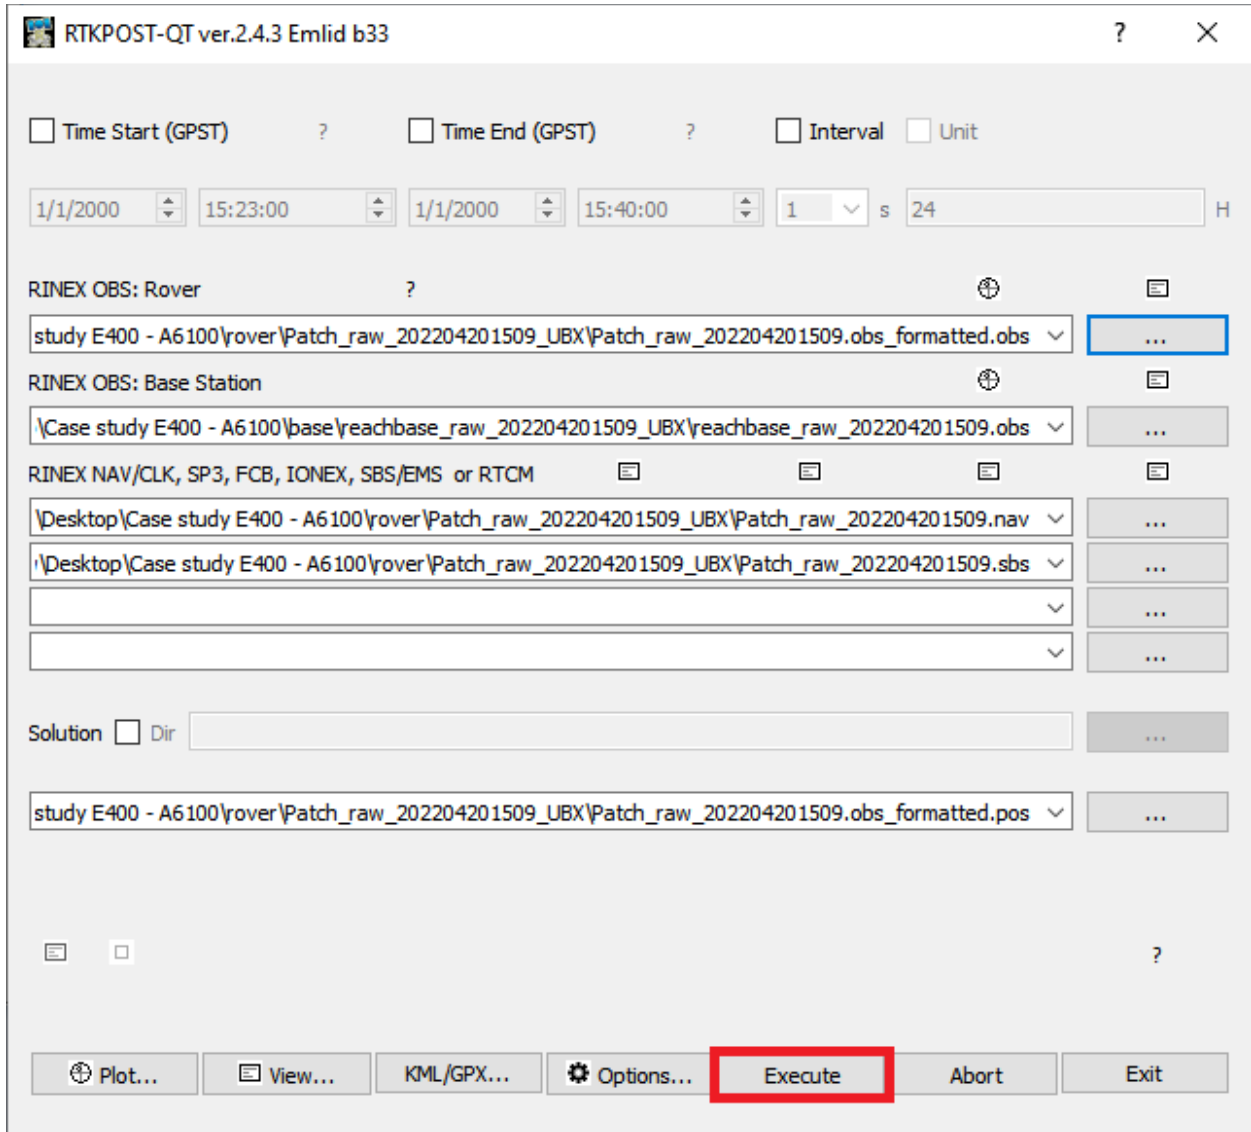 RTKPOST-QT ver.2.4.3 Emlid b33 ?
Time Start (GPST) ? Time End (GPST) ? Interval Unit
1/1/2000 15:23:00 1/1/2000 15:40:00 1 s 24 H
RINEX OBS: Rover ?
study E400 - A6100\rover\Patch_raw_202204201509_UBX\Patch_raw_202204201509.obs_formatted.obs ...
RINEX OBS: Base Station
\Case study E400 - A6100\base\reachbase_raw_202204201509_UBX\reachbase_raw_202204201509.obs ...
RINEX NAV/CLK, SP3, FCB, IONEX, SBS/EMS or RTCM
\Desktop\Case study E400 - A6100\rover\Patch_raw_202204201509_UBX\Patch_raw_202204201509.nav ...
\Desktop\Case study E400 - A6100\rover\Patch_raw_202204201509_UBX\Patch_raw_202204201509.sbs ...
...
...
Solution Dir ...
study E400 - A6100\rover\Patch_raw_202204201509_UBX\Patch_raw_202204201509.obs_formatted.pos ...
?
Plot... View... KML/GPX... Options... Execute Abort Exit